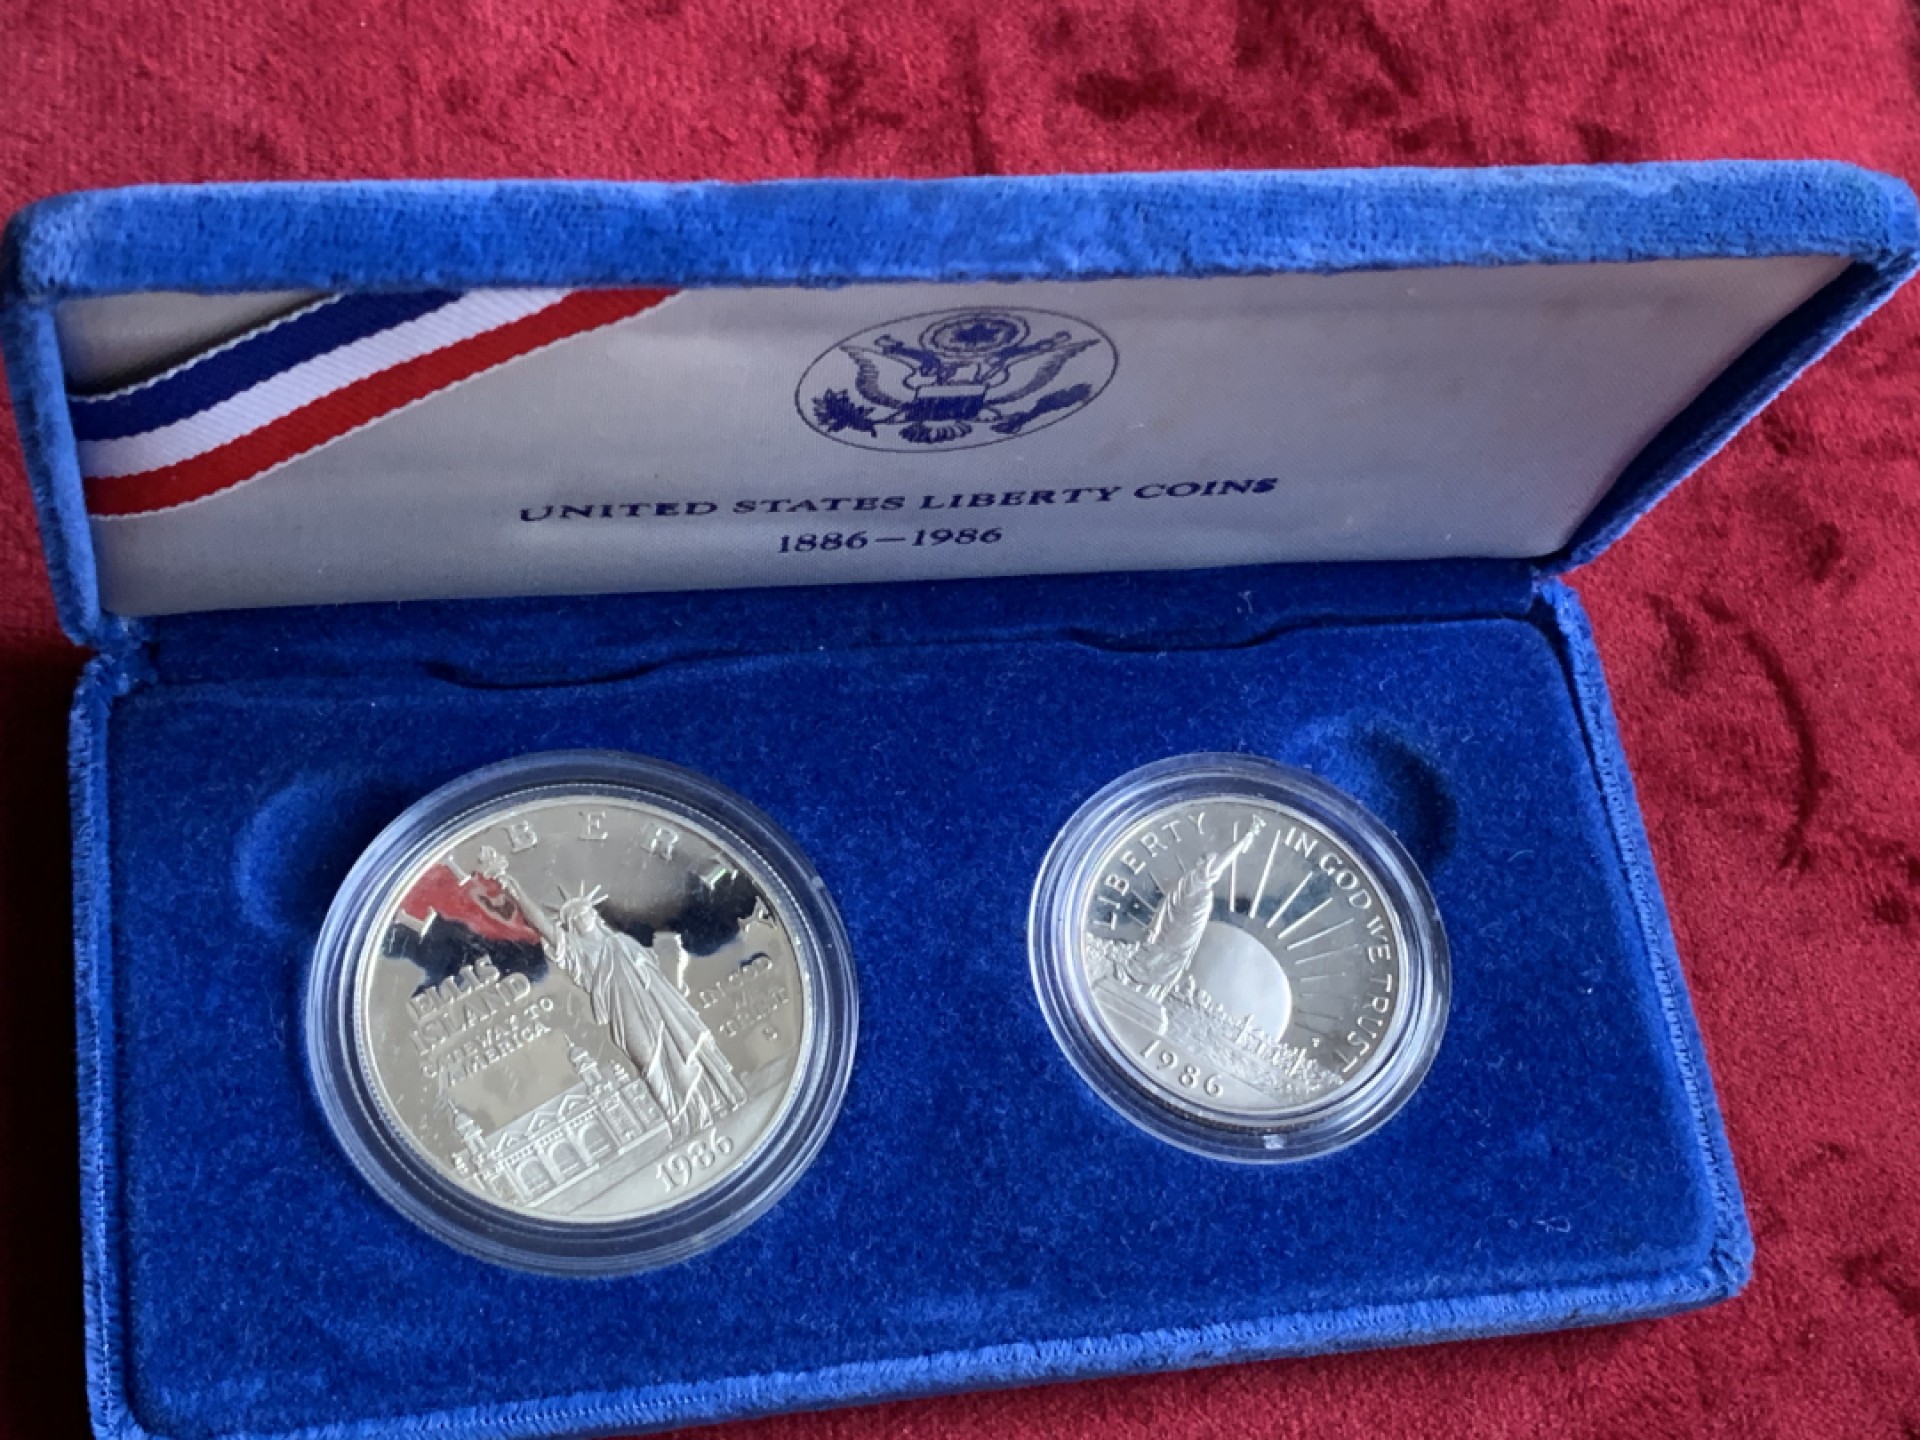 UNITED STATES LIBERTY COINS
1886–1986
LIBERTY
ELLIS
ISLAND
GATEWAY TO
AMERICA
IN GOD
WE
TRUST
S
1986
LIBERTY
IN GOD WE TRUST
1986